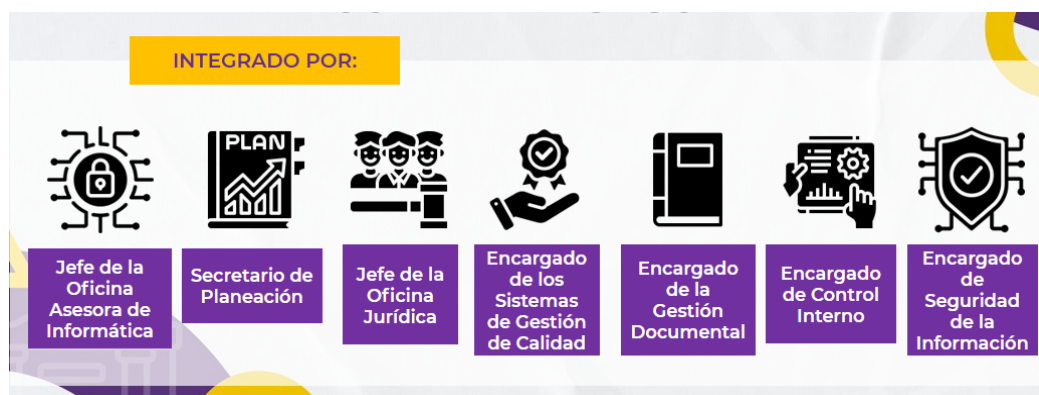 INTEGRADO POR:
PLAN
Jefe de la
Oficina
Asesora de
Informática
Secretario de
Planeación
Jefe de la
Oficina
Jurídica
Encargado
de los
Sistemas
de Gestión
de Calidad
Encargado
de la
Gestión
Documental
Encargado
de Control
Interno
Encargado
de
Seguridad
de la
Información